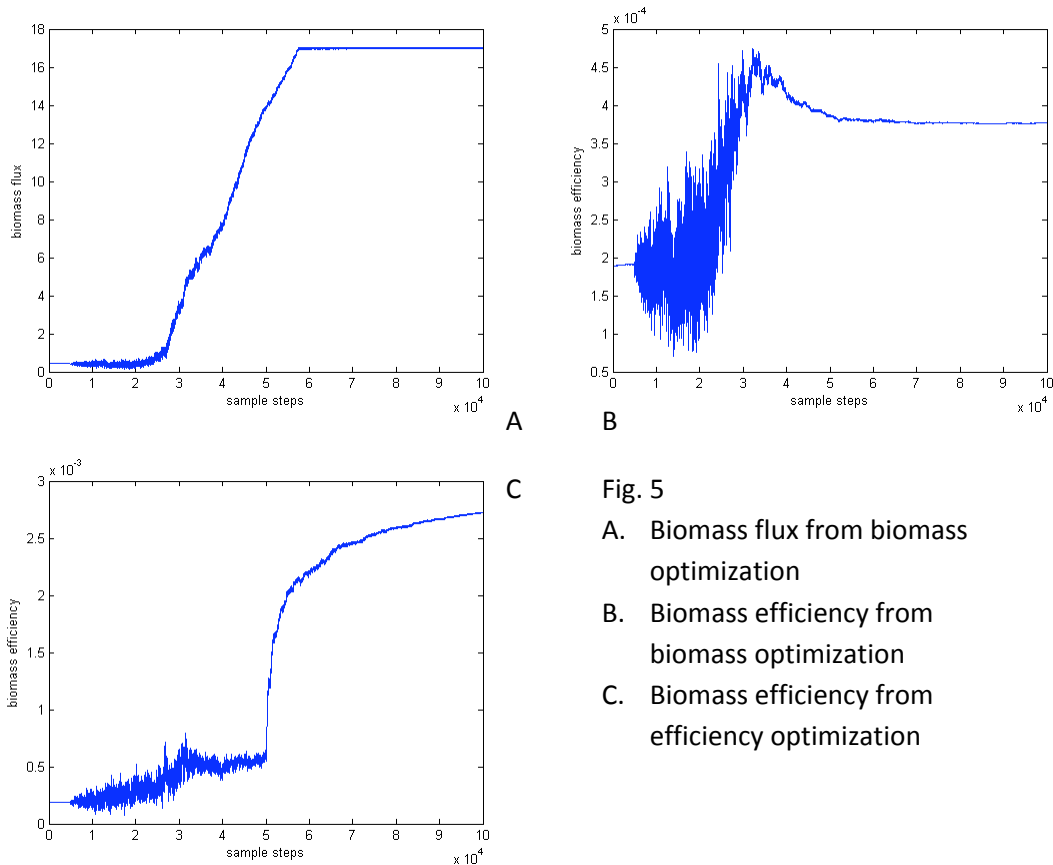 18
16
14
12
10
8
6
4
2
0
biomass flux
0 1 2 3 4 5 6 7 8 9 10
sample steps
x 10^4
A
x 10^-4
5
4.5
4
3.5
3
2.5
2
1.5
1
0.5
biomass efficiency
0 1 2 3 4 5 6 7 8 9 10
sample steps
x 10^4
B
x 10^-3
3
2.5
2
1.5
1
0.5
0
biomass efficiency
0 1 2 3 4 5 6 7 8 9 10
sample steps
x 10^4
C
Fig. 5
A. Biomass flux from biomass
optimization
B. Biomass efficiency from
biomass optimization
C. Biomass efficiency from
efficiency optimization